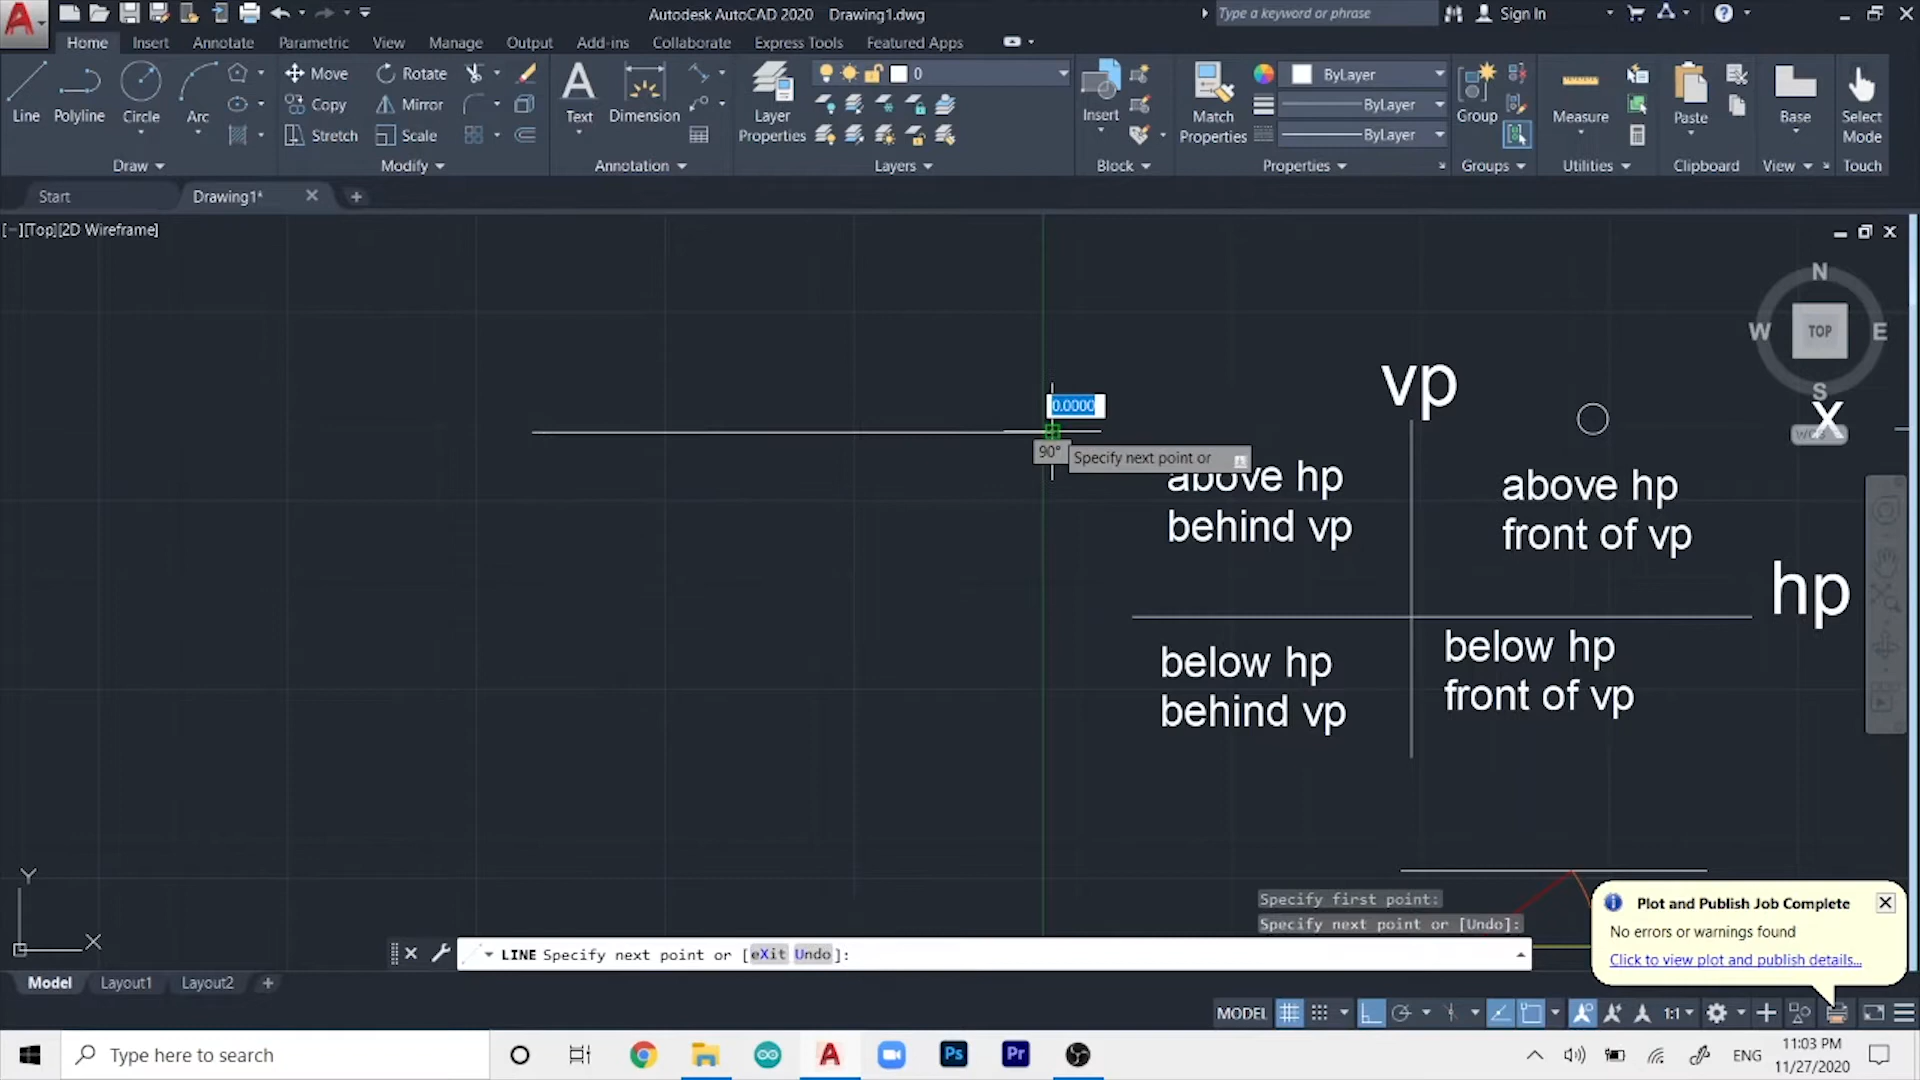 Autodesk AutoCAD 2020 Drawing1.dwg
Type a keyword or phrase
Sign In
Home Insert Annotate Parametric View Manage Output Add-ins Collaborate Express Tools Featured Apps
Line Polyline Circle Arc
Move Rotate
Copy Mirror
Stretch Scale
Text Dimension
Layer Properties
0
Insert
Match Properties
ByLayer
ByLayer
ByLayer
Group
Measure
Paste
Base
Select Mode
Draw Modify Annotation Layers Block Properties Groups Utilities Clipboard View Touch
Start Drawing1*
[−][Top][2D Wireframe]
N
W TOP E
S
WCS
vp
x
0.0000
90° Specify next point or
above hp
behind vp
above hp
front of vp
hp
below hp
behind vp
below hp
front of vp
Y
X
Specify first point:
Specify next point or [Undo]:
LINE Specify next point or [eXit Undo]:
Plot and Publish Job Complete
No errors or warnings found
Click to view plot and publish details...
Model Layout1 Layout2
MODEL 1:1
Type here to search
A
Ps
Pr
ENG
11:03 PM
11/27/2020